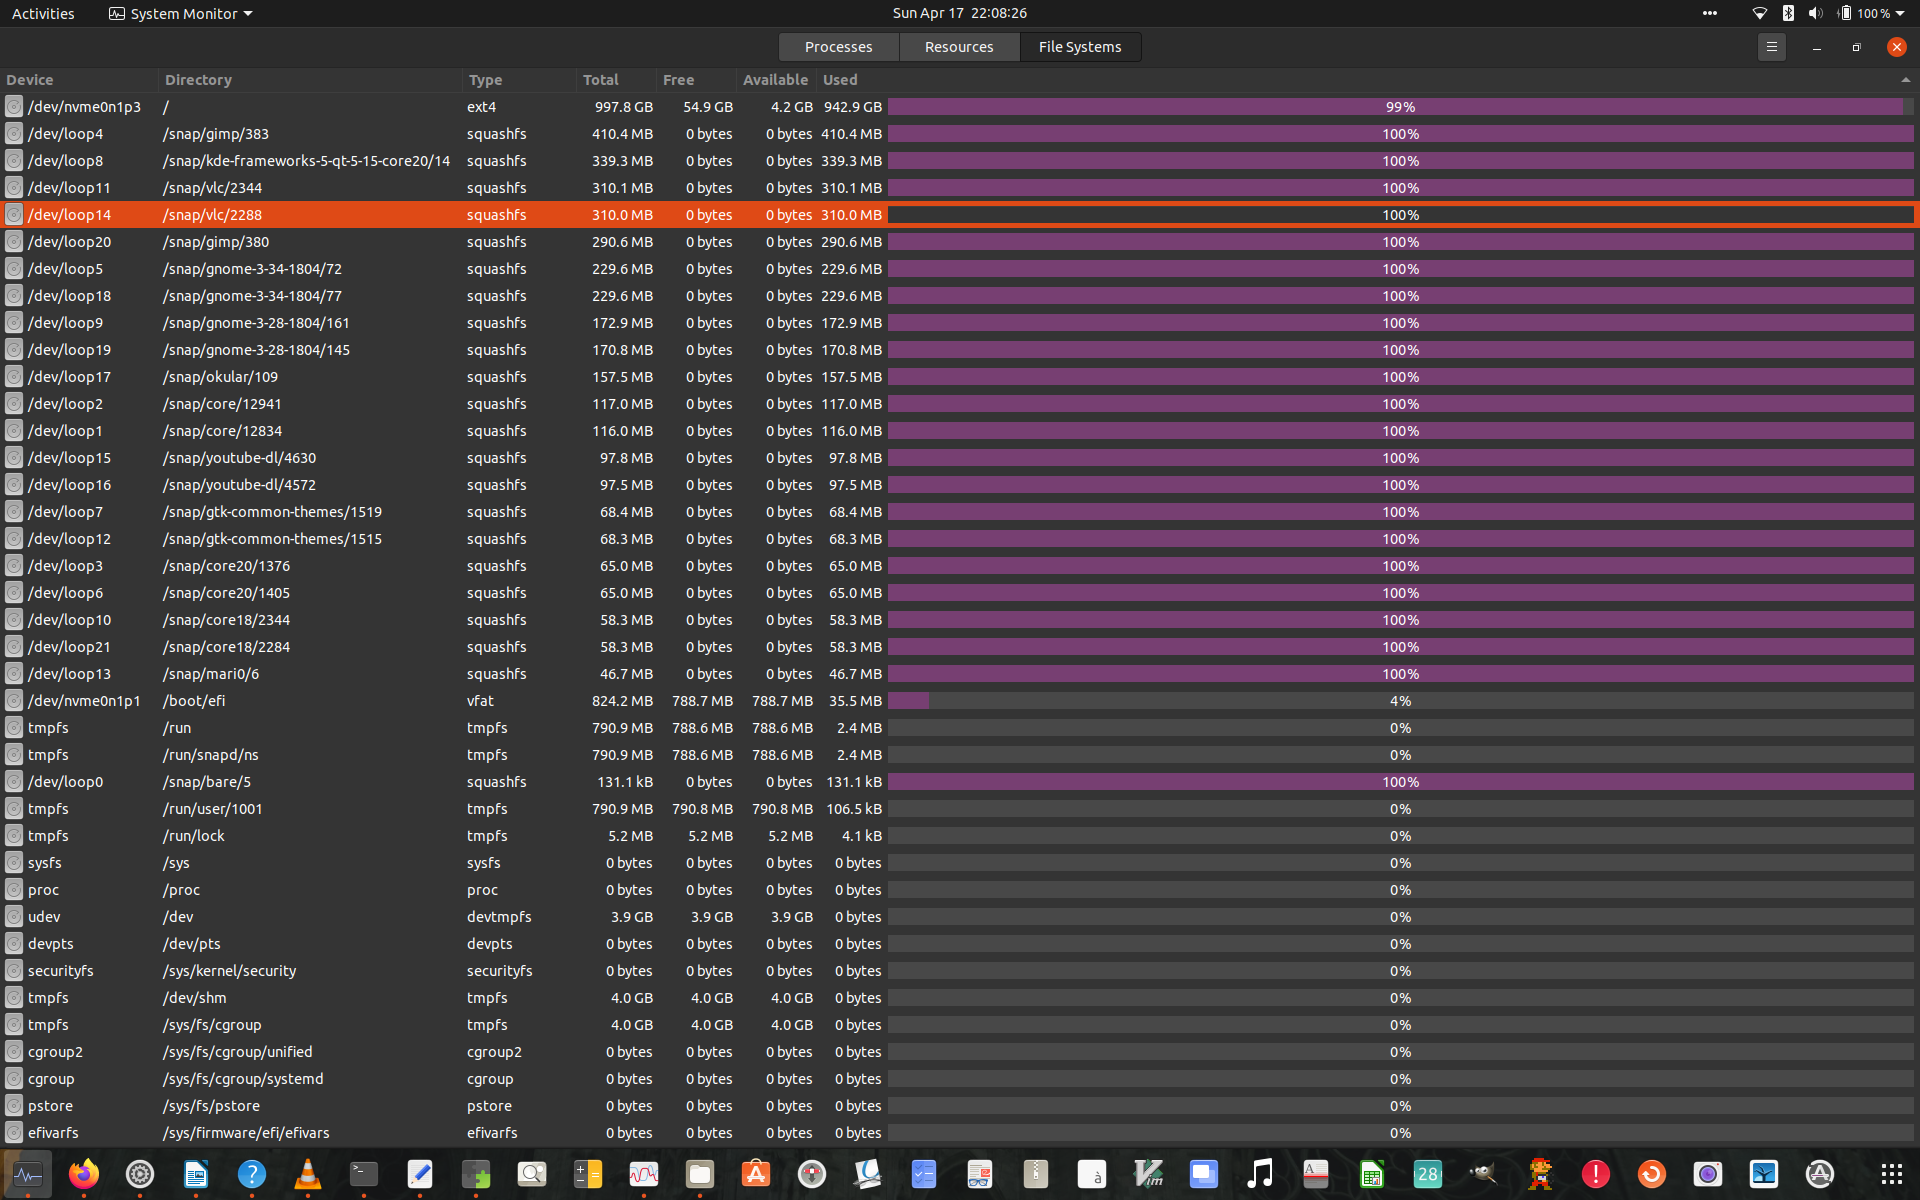 Activities System Monitor Sun Apr 17 22:08:26 100 %
Processes Resources File Systems
Device Directory Type Total Free Available Used
/dev/nvme0n1p3 / ext4 997.8 GB 54.9 GB 4.2 GB 942.9 GB 99%
/dev/loop4 /snap/gimp/383 squashfs 410.4 MB 0 bytes 0 bytes 410.4 MB 100%
/dev/loop8 /snap/kde-frameworks-5-qt-5-15-core20/14 squashfs 339.3 MB 0 bytes 0 bytes 339.3 MB 100%
/dev/loop11 /snap/vlc/2344 squashfs 310.1 MB 0 bytes 0 bytes 310.1 MB 100%
/dev/loop14 /snap/vlc/2288 squashfs 310.0 MB 0 bytes 0 bytes 310.0 MB 100%
/dev/loop20 /snap/gimp/380 squashfs 290.6 MB 0 bytes 0 bytes 290.6 MB 100%
/dev/loop5 /snap/gnome-3-34-1804/72 squashfs 229.6 MB 0 bytes 0 bytes 229.6 MB 100%
/dev/loop18 /snap/gnome-3-34-1804/77 squashfs 229.6 MB 0 bytes 0 bytes 229.6 MB 100%
/dev/loop9 /snap/gnome-3-28-1804/161 squashfs 172.9 MB 0 bytes 0 bytes 172.9 MB 100%
/dev/loop19 /snap/gnome-3-28-1804/145 squashfs 170.8 MB 0 bytes 0 bytes 170.8 MB 100%
/dev/loop17 /snap/okular/109 squashfs 157.5 MB 0 bytes 0 bytes 157.5 MB 100%
/dev/loop2 /snap/core/12941 squashfs 117.0 MB 0 bytes 0 bytes 117.0 MB 100%
/dev/loop1 /snap/core/12834 squashfs 116.0 MB 0 bytes 0 bytes 116.0 MB 100%
/dev/loop15 /snap/youtube-dl/4630 squashfs 97.8 MB 0 bytes 0 bytes 97.8 MB 100%
/dev/loop16 /snap/youtube-dl/4572 squashfs 97.5 MB 0 bytes 0 bytes 97.5 MB 100%
/dev/loop7 /snap/gtk-common-themes/1519 squashfs 68.4 MB 0 bytes 0 bytes 68.4 MB 100%
/dev/loop12 /snap/gtk-common-themes/1515 squashfs 68.3 MB 0 bytes 0 bytes 68.3 MB 100%
/dev/loop3 /snap/core20/1376 squashfs 65.0 MB 0 bytes 0 bytes 65.0 MB 100%
/dev/loop6 /snap/core20/1405 squashfs 65.0 MB 0 bytes 0 bytes 65.0 MB 100%
/dev/loop10 /snap/core18/2344 squashfs 58.3 MB 0 bytes 0 bytes 58.3 MB 100%
/dev/loop21 /snap/core18/2284 squashfs 58.3 MB 0 bytes 0 bytes 58.3 MB 100%
/dev/loop13 /snap/mari0/6 squashfs 46.7 MB 0 bytes 0 bytes 46.7 MB 100%
/dev/nvme0n1p1 /boot/efi vfat 824.2 MB 788.7 MB 788.7 MB 35.5 MB 4%
tmpfs /run tmpfs 790.9 MB 788.6 MB 788.6 MB 2.4 MB 0%
tmpfs /run/snapd/ns tmpfs 790.9 MB 788.6 MB 788.6 MB 2.4 MB 0%
/dev/loop0 /snap/bare/5 squashfs 131.1 kB 0 bytes 0 bytes 131.1 kB 100%
tmpfs /run/user/1001 tmpfs 790.9 MB 790.8 MB 790.8 MB 106.5 kB 0%
tmpfs /run/lock tmpfs 5.2 MB 5.2 MB 5.2 MB 4.1 kB 0%
sysfs /sys sysfs 0 bytes 0 bytes 0 bytes 0 bytes 0%
proc /proc proc 0 bytes 0 bytes 0 bytes 0 bytes 0%
udev /dev devtmpfs 3.9 GB 3.9 GB 3.9 GB 0 bytes 0%
devpts /dev/pts devpts 0 bytes 0 bytes 0 bytes 0 bytes 0%
securityfs /sys/kernel/security securityfs 0 bytes 0 bytes 0 bytes 0 bytes 0%
tmpfs /dev/shm tmpfs 4.0 GB 4.0 GB 4.0 GB 0 bytes 0%
tmpfs /sys/fs/cgroup tmpfs 4.0 GB 4.0 GB 4.0 GB 0 bytes 0%
cgroup2 /sys/fs/cgroup/unified cgroup2 0 bytes 0 bytes 0 bytes 0 bytes 0%
cgroup /sys/fs/cgroup/systemd cgroup 0 bytes 0 bytes 0 bytes 0 bytes 0%
pstore /sys/fs/pstore pstore 0 bytes 0 bytes 0 bytes 0 bytes 0%
efivarfs /sys/firmware/efi/efivars efivarfs 0 bytes 0 bytes 0 bytes 0 bytes 0%
? à Vim A 28